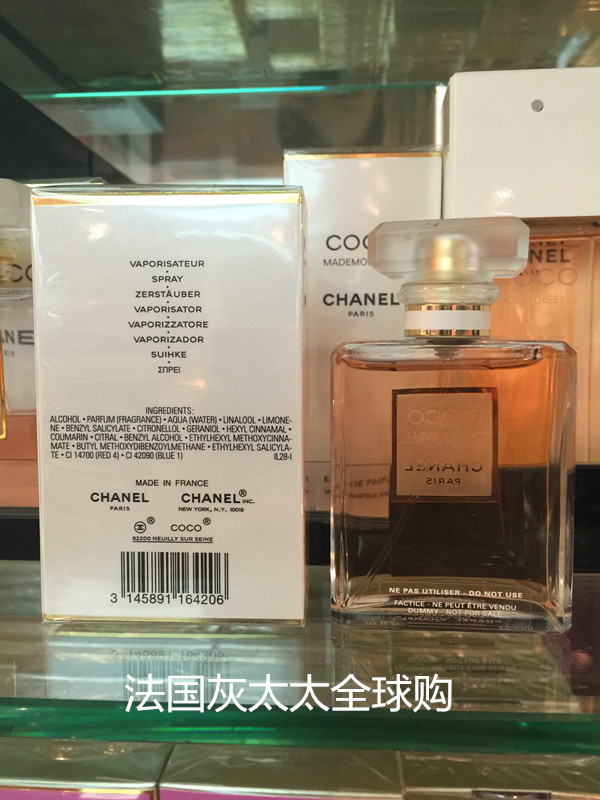 VAPORISATEUR
SPRAY
ZERSTÄUBER
VAPORISATOR
VAPORIZZATORE
VAPORIZADOR
SUIHKE
ΣΠΡΕΪ
INGREDIENTS:
ALCOHOL • PARFUM (FRAGRANCE) • AQUA (WATER) • LINALOOL • LIMONE-
NE • BENZYL SALICYLATE • CITRONELLOL • GERANIOL • HEXYL CINNAMAL •
COUMARIN • CITRAL • BENZYL ALCOHOL • ETHYLHEXYL METHOXYCINNA-
MATE • BUTYL METHOXYDIBENZOYLMETHANE • ETHYLHEXYL SALICYLA-
TE • CI 14700 (RED 4) • CI 42090 (BLUE 1) IL28-I
MADE IN FRANCE
CHANEL CHANEL® INC.
PARIS NEW YORK, N.Y. 10019
® COCO®
92200 NEUILLY SUR SEINE
3 145891 164206
COC
MADEMO
CHANEL
PARIS
NEL
COCO
COCO
CHANEL
PARIS
NE PAS UTILISER - DO NOT USE
FACTICE - NE PEUT ÊTRE VENDU
DUMMY - NOT FOR SALE
法国灰太太全球购